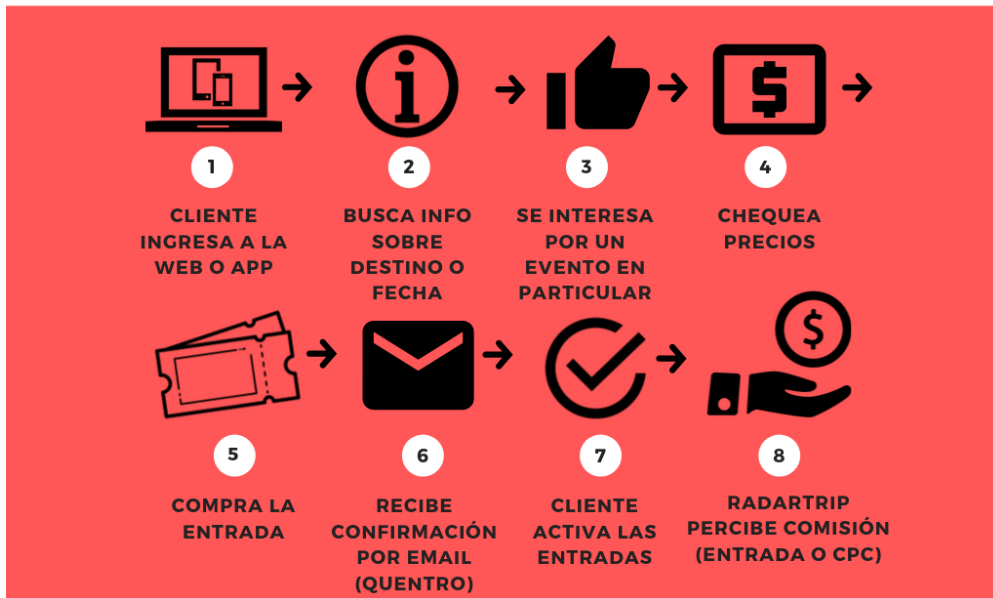 1
CLIENTE
INGRESA A LA
WEB O APP
2
BUSCA INFO
SOBRE
DESTINO O
FECHA
3
SE INTERESA
POR UN
EVENTO EN
PARTICULAR
$
4
CHEQUEA
PRECIOS
5
COMPRA LA
ENTRADA
6
RECIBE
CONFIRMACIÓN
POR EMAIL
(QUENTRO)
7
CLIENTE
ACTIVA LAS
ENTRADAS
$
8
RADARTRIP
PERCIBE COMISIÓN
(ENTRADA O CPC)